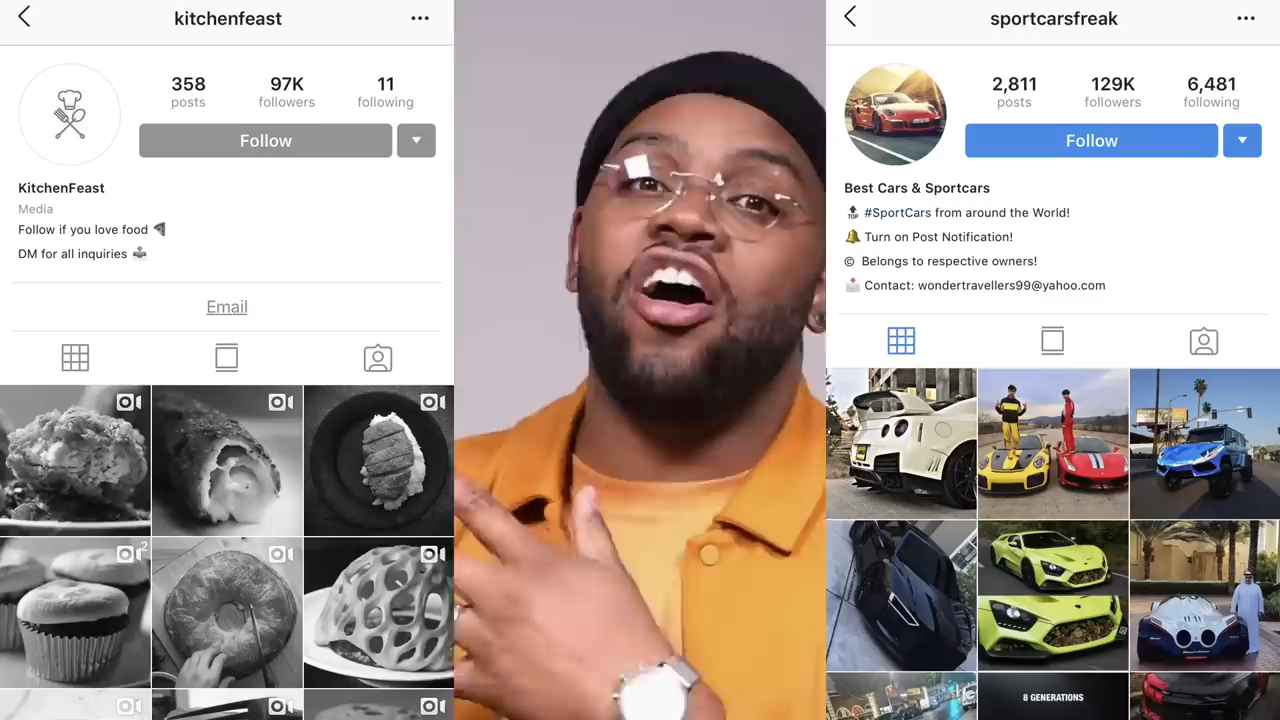 kitchenfeast
358
97K
11
posts
followers
following
Follow
KitchenFeast
Media
Follow if you love food
DM for all inquiries
Email
2
sportcarsfreak
2,811
129K
6,481
posts
followers
following
Follow
Best Cars & Sportcars
TOP #SportCars from around the World!
Turn on Post Notification!
© Belongs to respective owners!
Contact: wondertravellers99@yahoo.com
8 GENERATIONS